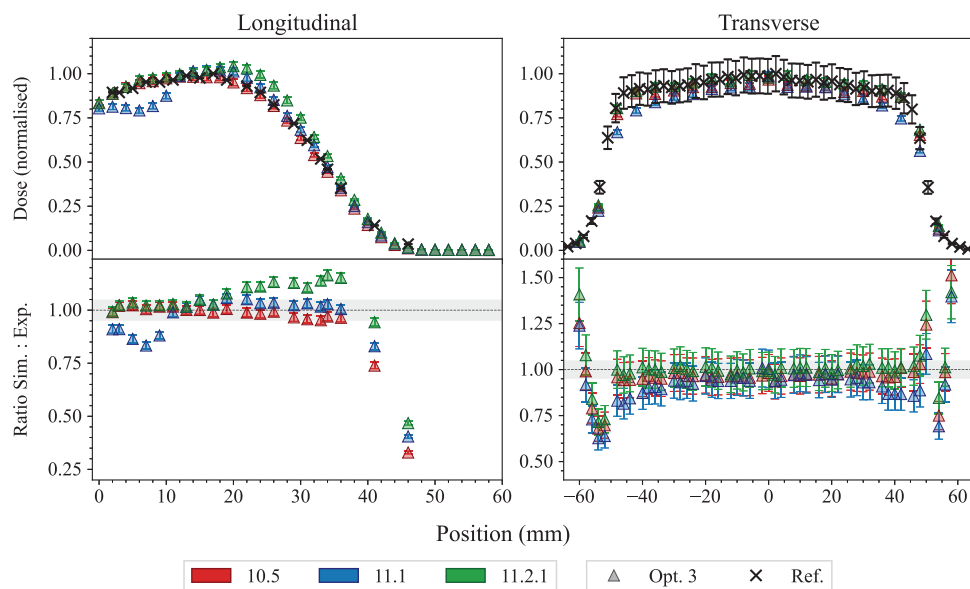 Longitudinal
Transverse
Dose (normalised)
1.00
0.75
0.50
0.25
0.00
1.00
0.75
0.50
0.25
0.00
Ratio Sim. : Exp.
1.00
0.75
0.50
0.25
1.50
1.25
1.00
0.75
0.50
0 10 20 30 40 50 60
−60 −40 −20 0 20 40 60
Position (mm)
10.5 11.1 11.2.1 Opt. 3 Ref.